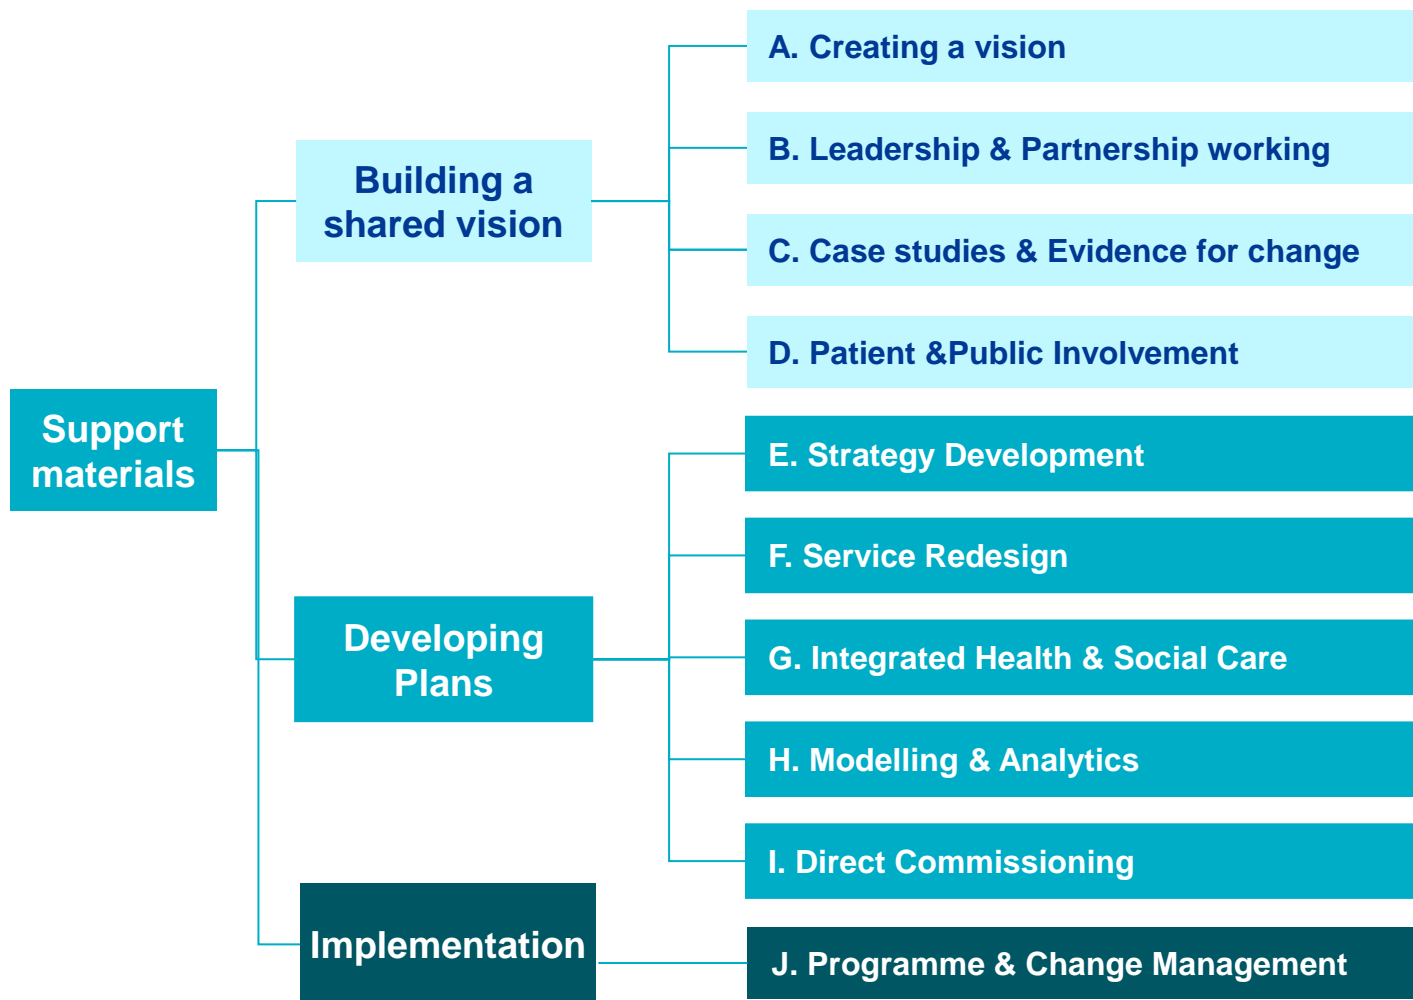 Support
materials
Building a
shared vision
A. Creating a vision
B. Leadership & Partnership working
C. Case studies & Evidence for change
D. Patient &Public Involvement
Developing
Plans
E. Strategy Development
F. Service Redesign
G. Integrated Health & Social Care
H. Modelling & Analytics
I. Direct Commissioning
Implementation
J. Programme & Change Management